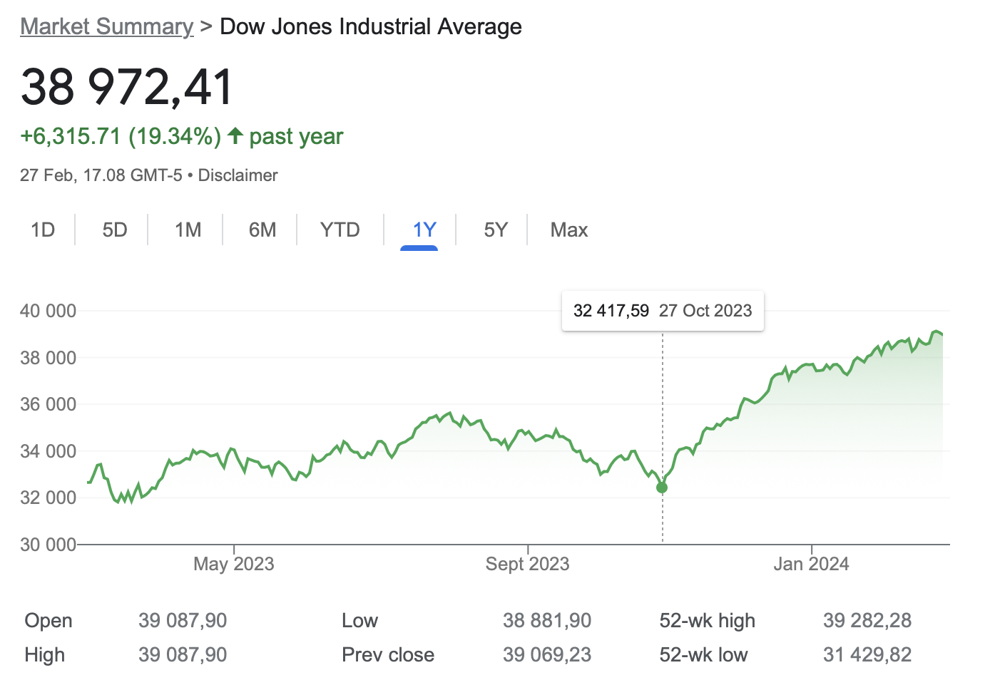 Market Summary > Dow Jones Industrial Average
38 972,41
+6,315.71 (19.34%) ↑ past year
27 Feb, 17.08 GMT-5 • Disclaimer
1D 5D 1M 6M YTD 1Y 5Y Max
32 417,59 27 Oct 2023
40 000
38 000
36 000
34 000
32 000
30 000
May 2023 Sept 2023 Jan 2024
Open 39 087,90 Low 38 881,90 52-wk high 39 282,28
High 39 087,90 Prev close 39 069,23 52-wk low 31 429,82